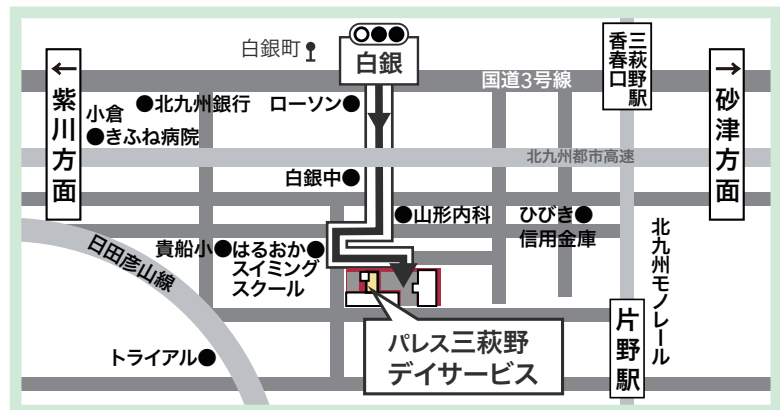 白銀町
白銀
国道3号線
三萩野駅
香春口
←紫川方面
→砂津方面
小倉
きふね病院
●北九州銀行
ローソン●
北九州都市高速
白銀中●
●山形内科
ひびき●
信用金庫
北九州モノレール
貴船小●
はるおか●
スイミング
スクール
日田彦山線
パレス三萩野
デイサービス
片野駅
トライアル●